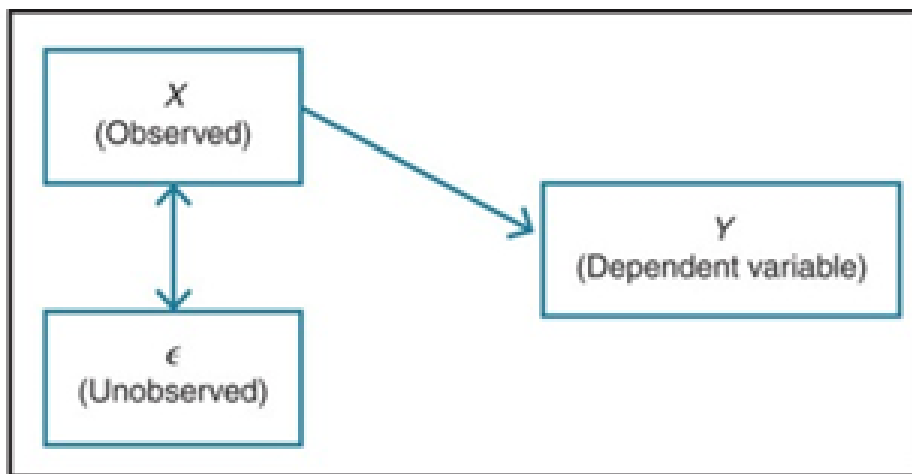 X
(Observed)
Y
(Dependent variable)
ϵ
(Unobserved)